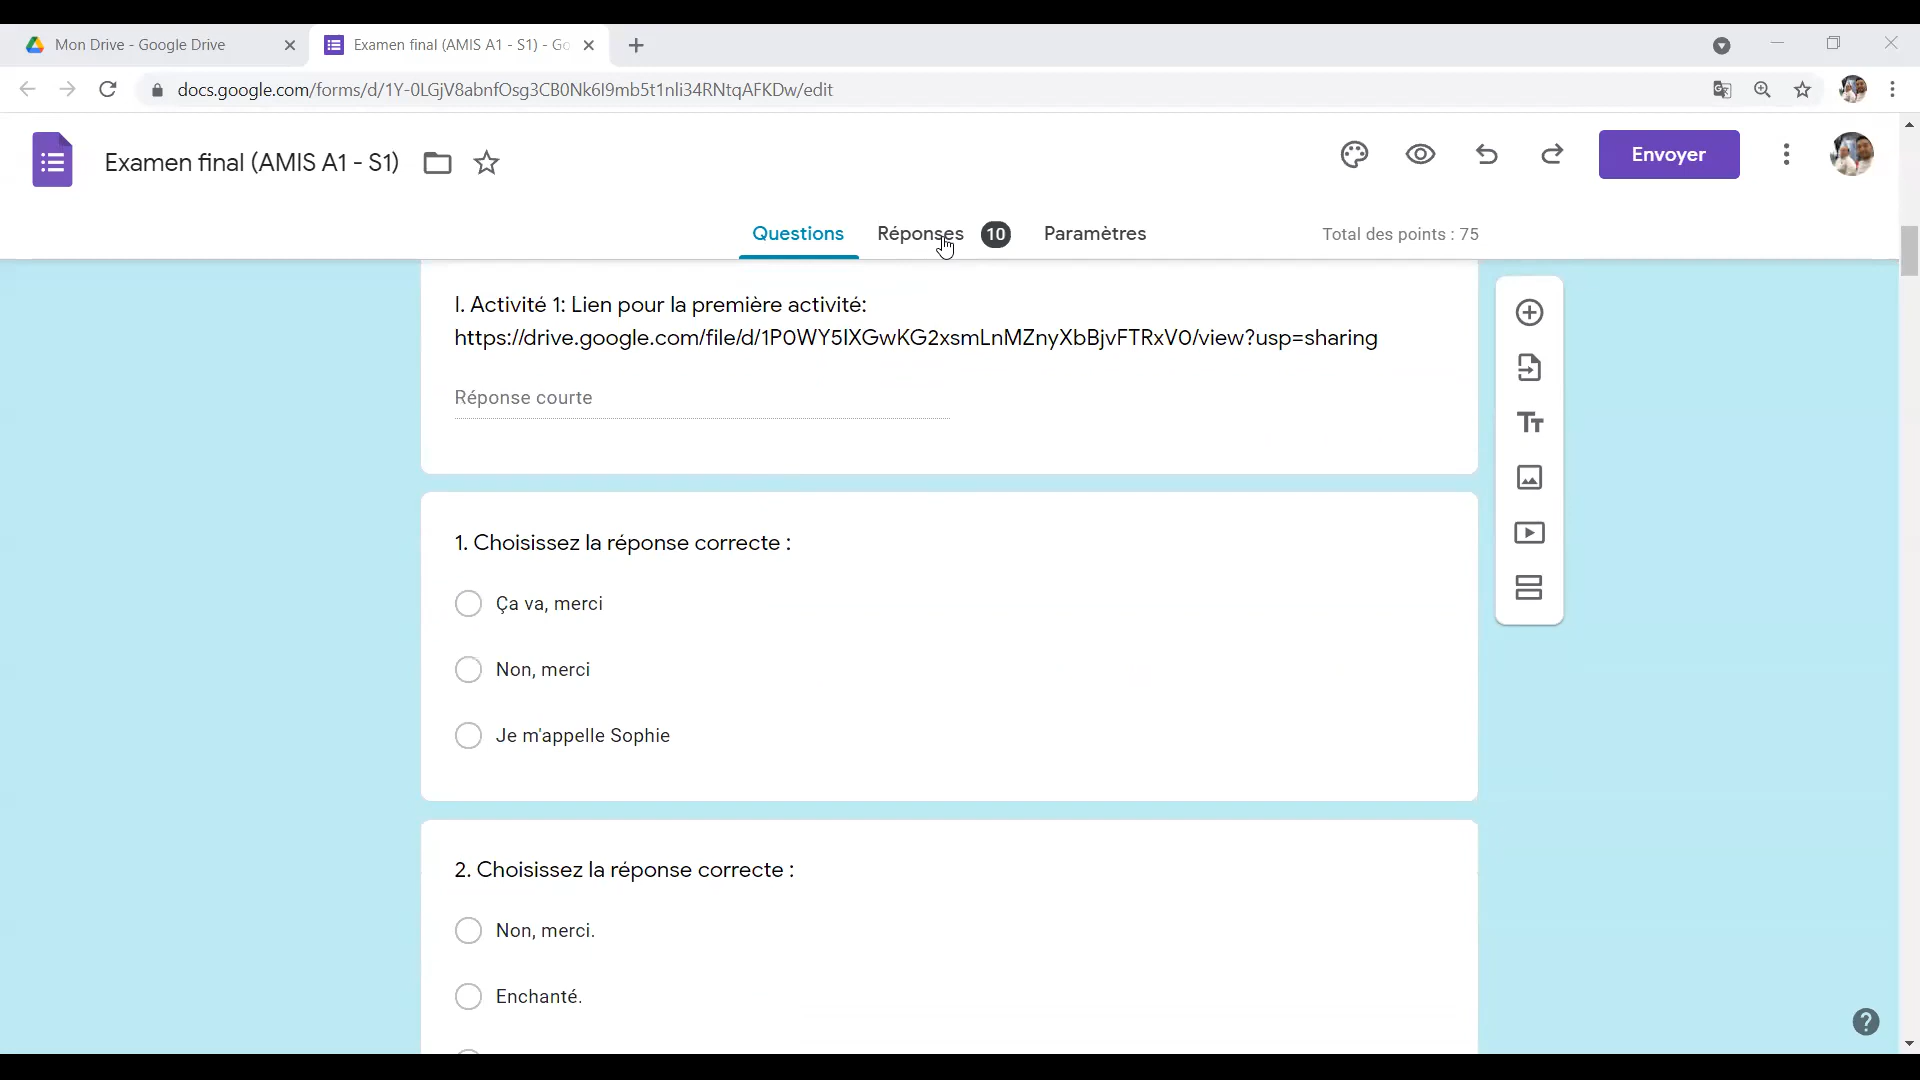 Mon Drive - Google Drive
Examen final (AMIS A1 - S1) - Go
docs.google.com/forms/d/1Y-0LGjV8abnfOsg3CB0Nk6I9mb5t1nli34RNtqAFKDw/edit
Examen final (AMIS A1 - S1)
Envoyer
Questions
Réponses 10
Paramètres
Total des points : 75
I. Activité 1: Lien pour la première activité:
https://drive.google.com/file/d/1P0WY5IXGwKG2xsmLnMZnyXbBjvFTRxV0/view?usp=sharing
Réponse courte
1. Choisissez la réponse correcte :
Ça va, merci
Non, merci
Je m'appelle Sophie
2. Choisissez la réponse correcte :
Non, merci.
Enchanté.